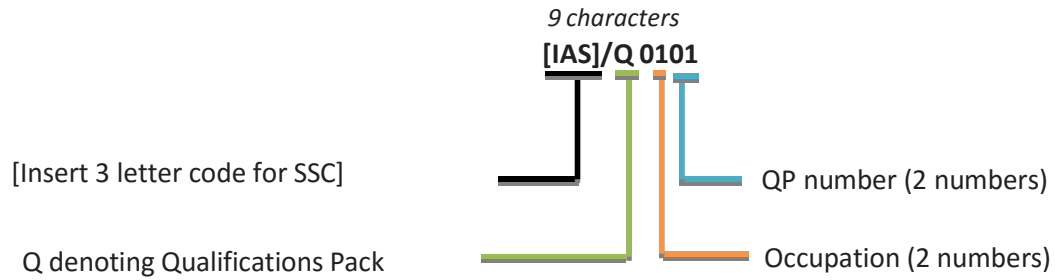 9 characters
[IAS]/Q 0101
[Insert 3 letter code for SSC]
QP number (2 numbers)
Q denoting Qualifications Pack
Occupation (2 numbers)